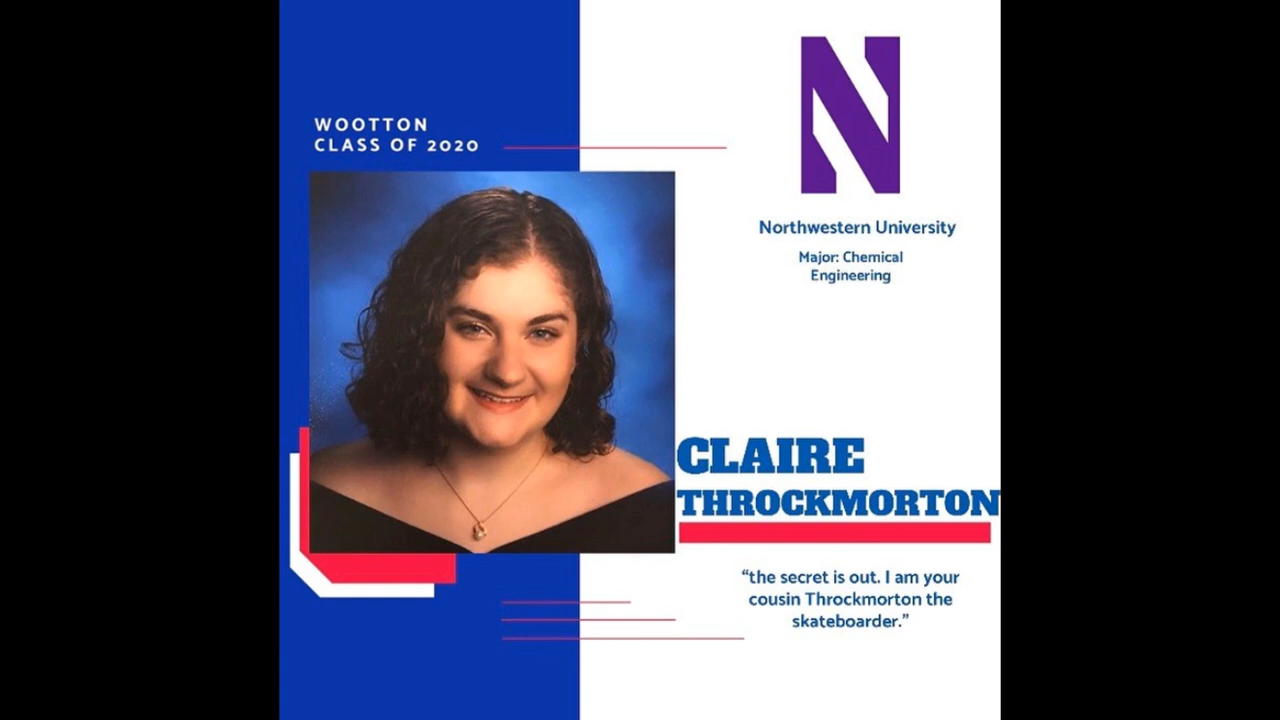 WOOTTON
CLASS OF 2020
N
Northwestern University
Major: Chemical
Engineering
CLAIRE
THROCKMORTON
“the secret is out. I am your
cousin Throckmorton the
skateboarder.”